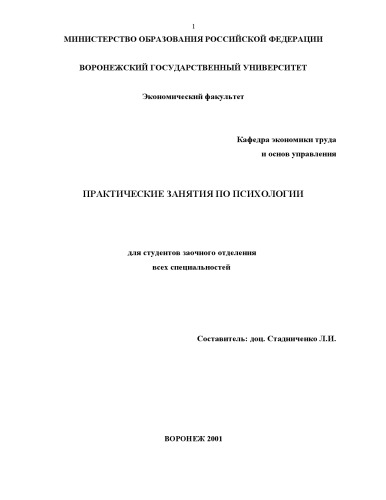 1
МИНИСТЕРСТВО ОБРАЗОВАНИЯ РОССИЙСКОЙ ФЕДЕРАЦИИ
ВОРОНЕЖСКИЙ ГОСУДАРСТВЕННЫЙ УНИВЕРСИТЕТ
Экономический факультет
Кафедра экономики труда
и основ управления
ПРАКТИЧЕСКИЕ ЗАНЯТИЯ ПО ПСИХОЛОГИИ
для студентов заочного отделения
всех специальностей
Составитель: доц. Стадниченко Л.И.
ВОРОНЕЖ 2001